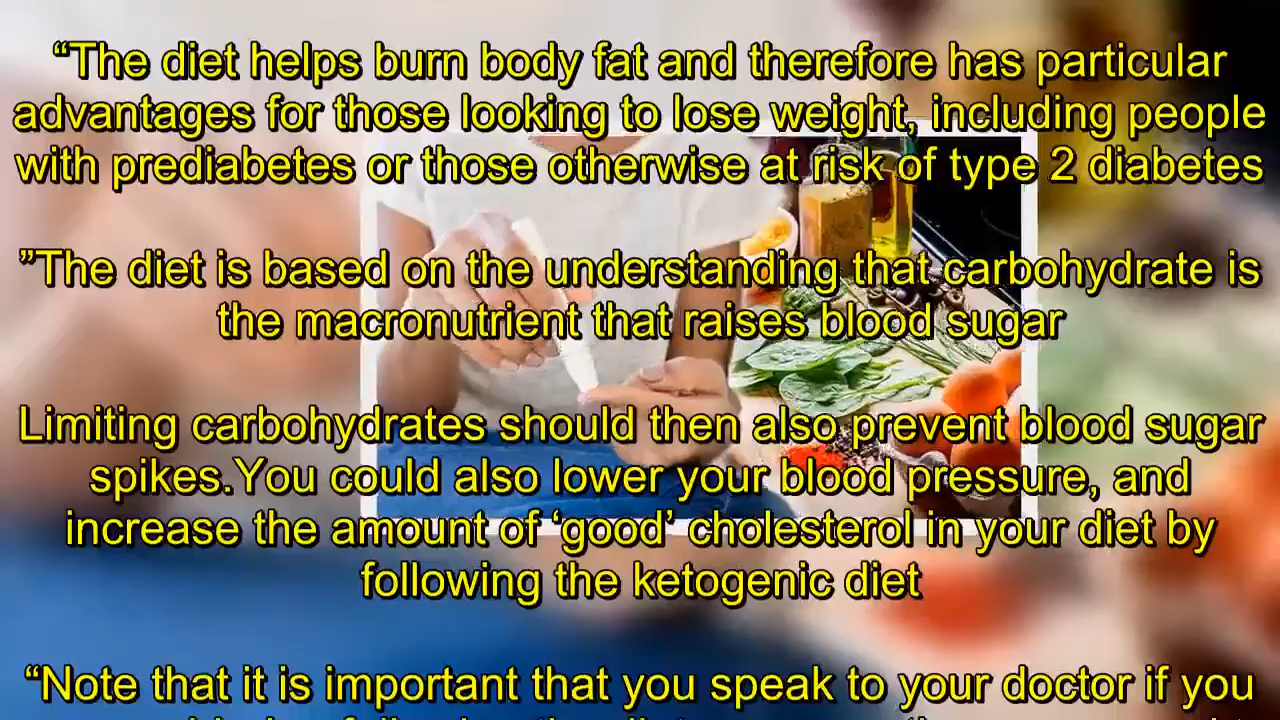 “The diet helps burn body fat and therefore has particular
advantages for those looking to lose weight, including people
with prediabetes or those otherwise at risk of type 2 diabetes
”The diet is based on the understanding that carbohydrate is
the macronutrient that raises blood sugar
Limiting carbohydrates should then also prevent blood sugar
spikes.You could also lower your blood pressure, and
increase the amount of ‘good’ cholesterol in your diet by
following the ketogenic diet
“Note that it is important that you speak to your doctor if you